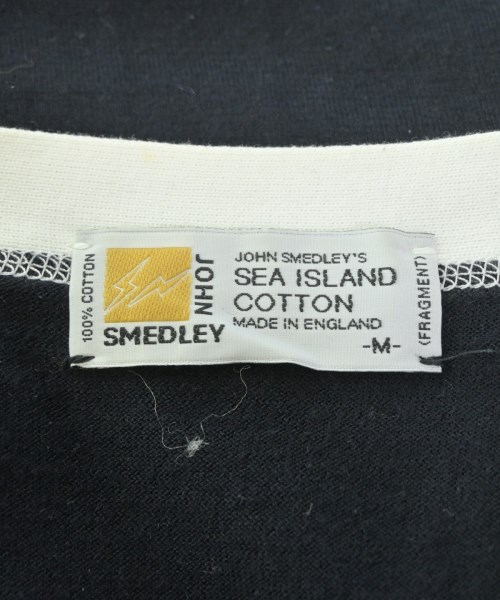 100% COTTON
JOHN
SMEDLEY
JOHN SMEDLEY'S
SEA ISLAND
COTTON
MADE IN ENGLAND
-M-
(FRAGMENT)